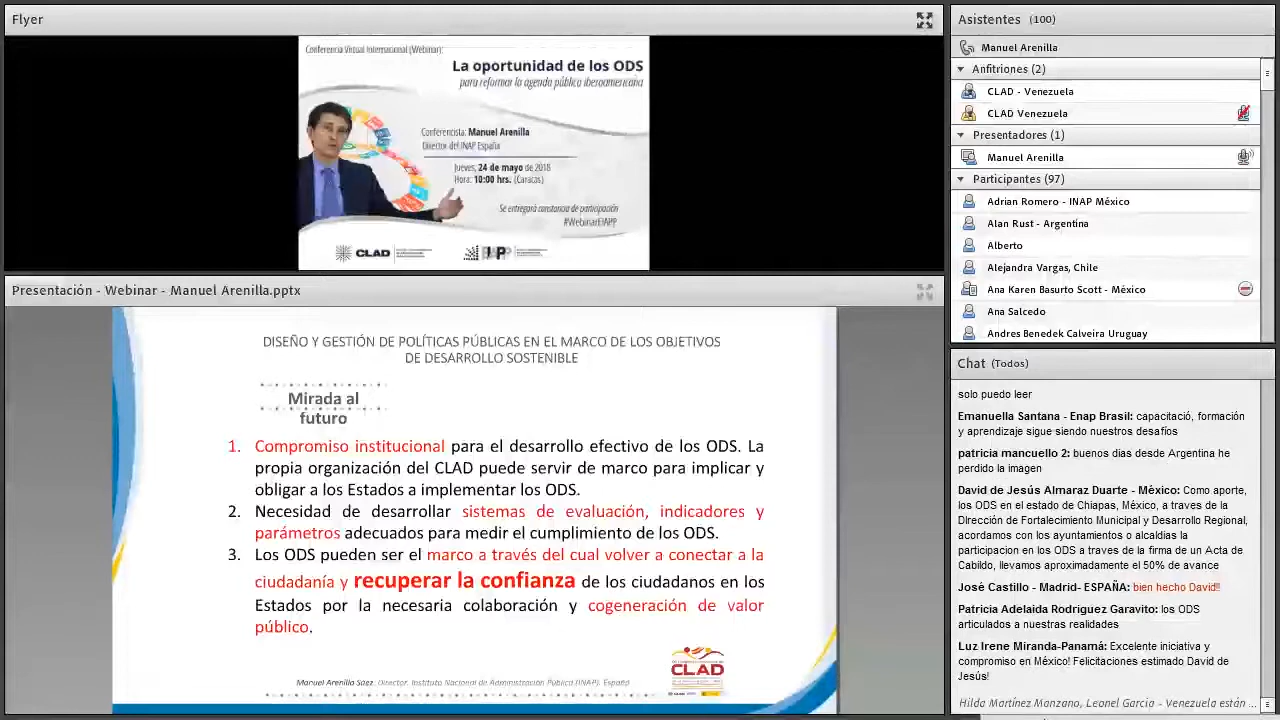 Flyer
Conferencia Virtual Internacional (Webinar):
La oportunidad de los ODS
para reformar la agenda pública iberoamericana
Conferencista: Manuel Arenilla
Director del INAP España
Jueves, 24 de mayo de 2018
Hora: 10:00 hrs. (Caracas)
Se entregará constancia de participación
#WebinarEIAPP
CLAD
Presentación - Webinar - Manuel Arenilla.pptx
DISEÑO Y GESTIÓN DE POLÍTICAS PÚBLICAS EN EL MARCO DE LOS OBJETIVOS
DE DESARROLLO SOSTENIBLE
Mirada al
futuro
1. Compromiso institucional para el desarrollo efectivo de los ODS. La
propia organización del CLAD puede servir de marco para implicar y
obligar a los Estados a implementar los ODS.
2. Necesidad de desarrollar sistemas de evaluación, indicadores y
parámetros adecuados para medir el cumplimiento de los ODS.
3. Los ODS pueden ser el marco a través del cual volver a conectar a la
ciudadanía y recuperar la confianza de los ciudadanos en los
Estados por la necesaria colaboración y cogeneración de valor
público.
CLAD
Manuel Arenilla Sáez. Director. Instituto Nacional de Administración Pública (INAP). España
Asistentes (100)
Manuel Arenilla
Anfitriones (2)
CLAD - Venezuela
CLAD Venezuela
Presentadores (1)
Manuel Arenilla
Participantes (97)
. - INAP México
Ain Rust - Argentina
Alberto
Alejandra Vargas, Chile
Ana Karen Basurto Scott - México
Ana Salcedo
Andres Benedek Calveira Uruguay
Chat (Todos)
solo puedo leer
Emanuele Santana - Enap Brasil: capacitació, formación
y aprendizaje sigue siendo nuestros desafíos
patricia mancuello 2: buenos dias desde Argentina he
perdido la imagen
David de Jesús Almaraz Duarte - México: Como aporte,
los ODS en el estado de Chiapas, México, a traves de la
Dirección de Fortalecimiento Municipal y Desarrollo Regional,
acordamos con los ayuntamientos o alcaldías la
participacion en los ODS a traves de la firma de un Acta de
Cabildo, llevamos aproximadamente el 50% de avance
José Castillo - Madrid- ESPAÑA: bien hecho David!!
Patricia Adelaida Rodriguez Garavito: los ODS
articulados a nuestras realidades
Luz Irene Miranda-Panamá: Excelente iniciativa y
compromiso en México! Felicidades estimado David de
Jesús
Hilda Martínez Manzano, Leonel García - Venezuela están ...